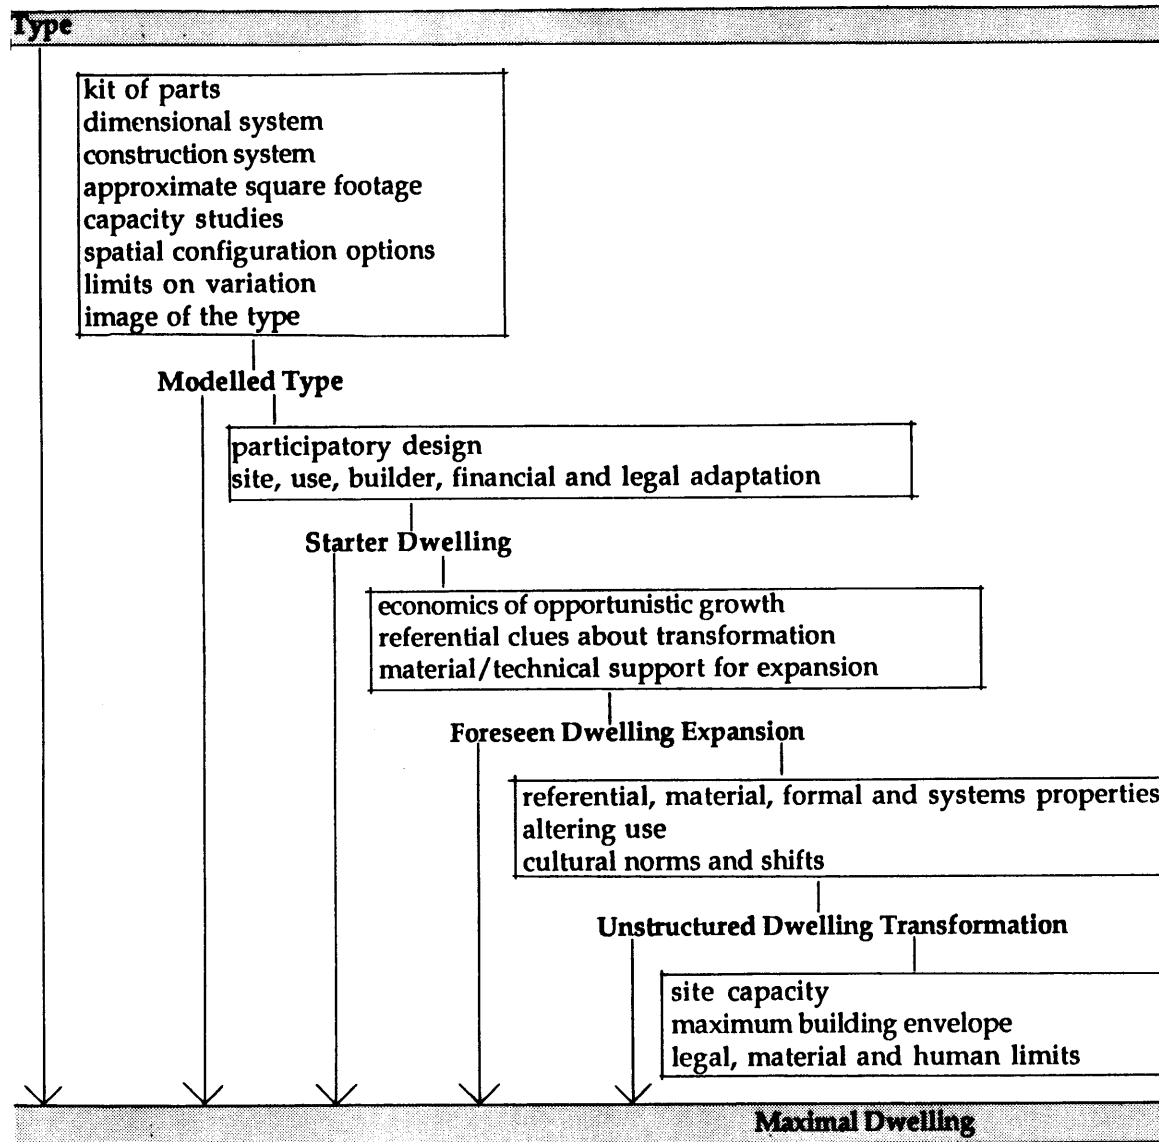 Type
kit of parts
dimensional system
construction system
approximate square footage
capacity studies
spatial configuration options
limits on variation
image of the type
Modelled Type
participatory design
site, use, builder, financial and legal adaptation
Starter Dwelling
economics of opportunistic growth
referential clues about transformation
material/technical support for expansion
Foreseen Dwelling Expansion
referential, material, formal and systems properties
altering use
cultural norms and shifts
Unstructured Dwelling Transformation
site capacity
maximum building envelope
legal, material and human limits
Maximal Dwelling